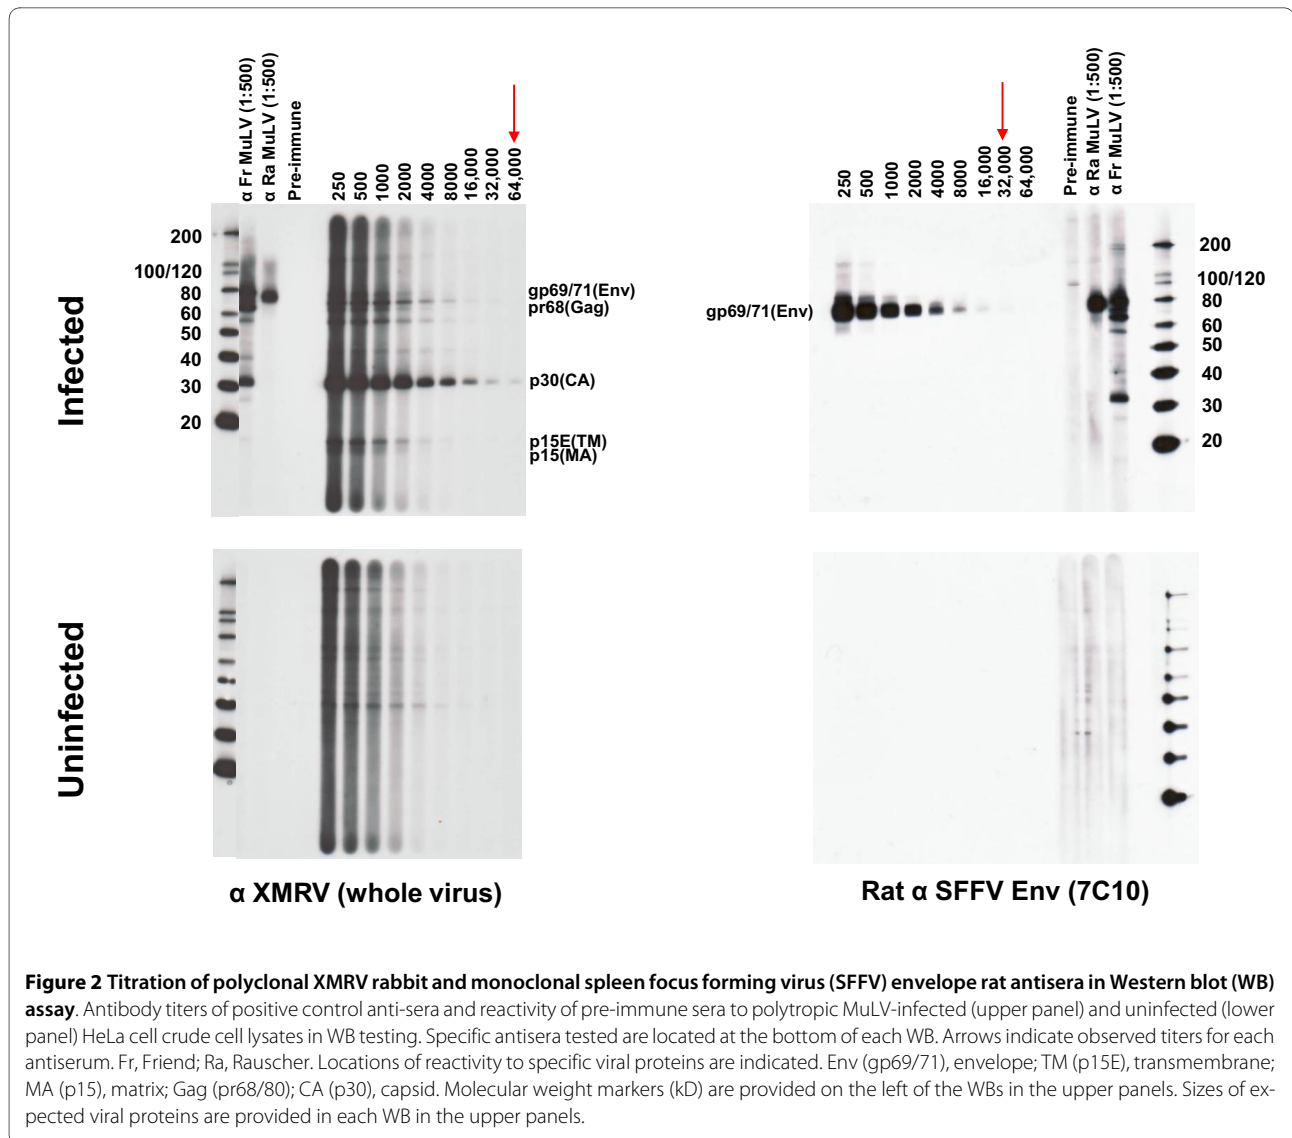 α Fr MuLV (1:500)
α Ra MuLV (1:500)
Pre-immune
250
500
1000
2000
4000
8000
16,000
32,000
64,000
200
100/120
80
60
50
40
30
20
gp69/71(Env)
pr68(Gag)
p30(CA)
p15E(TM)
p15(MA)
Infected
250
500
1000
2000
4000
8000
16,000
32,000
64,000
Pre-immune
α Ra MuLV (1:500)
α Fr MuLV (1:500)
gp69/71(Env)
200
100/120
80
60
50
40
30
20
Uninfected
α XMRV (whole virus)
Rat α SFFV Env (7C10)
Figure 2 Titration of polyclonal XMRV rabbit and monoclonal spleen focus forming virus (SFFV) envelope rat antisera in Western blot (WB)
assay. Antibody titers of positive control anti-sera and reactivity of pre-immune sera to polytropic MuLV-infected (upper panel) and uninfected (lower
panel) HeLa cell crude cell lysates in WB testing. Specific antisera tested are located at the bottom of each WB. Arrows indicate observed titers for each
antiserum. Fr, Friend; Ra, Rauscher. Locations of reactivity to specific viral proteins are indicated. Env (gp69/71), envelope; TM (p15E), transmembrane;
MA (p15), matrix; Gag (pr68/80); CA (p30), capsid. Molecular weight markers (kD) are provided on the left of the WBs in the upper panels. Sizes of ex-
pected viral proteins are provided in each WB in the upper panels.